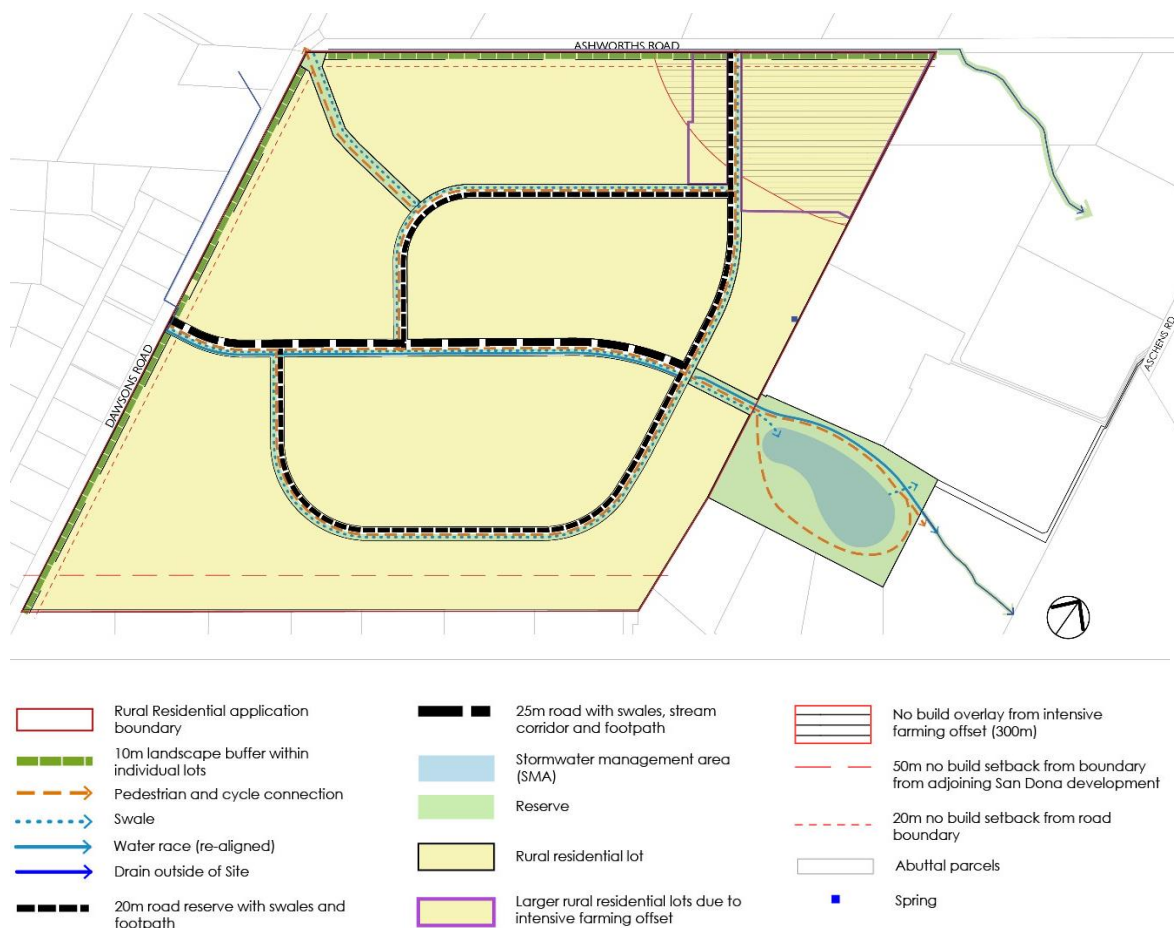 ASHWORTHS ROAD
DAWSONS ROAD
ASCHENS RD
Rural Residential application
boundary
10m landscape buffer within
individual lots
Pedestrian and cycle connection
Swale
Water race (re-aligned)
Drain outside of Site
20m road reserve with swales and
footpath
25m road with swales, stream
corridor and footpath
Stormwater management area
(SMA)
Reserve
Rural residential lot
Larger rural residential lots due to
intensive farming offset
No build overlay from intensive
farming offset (300m)
50m no build setback from boundary
from adjoining San Dona development
20m no build setback from road
boundary
Abuttal parcels
Spring